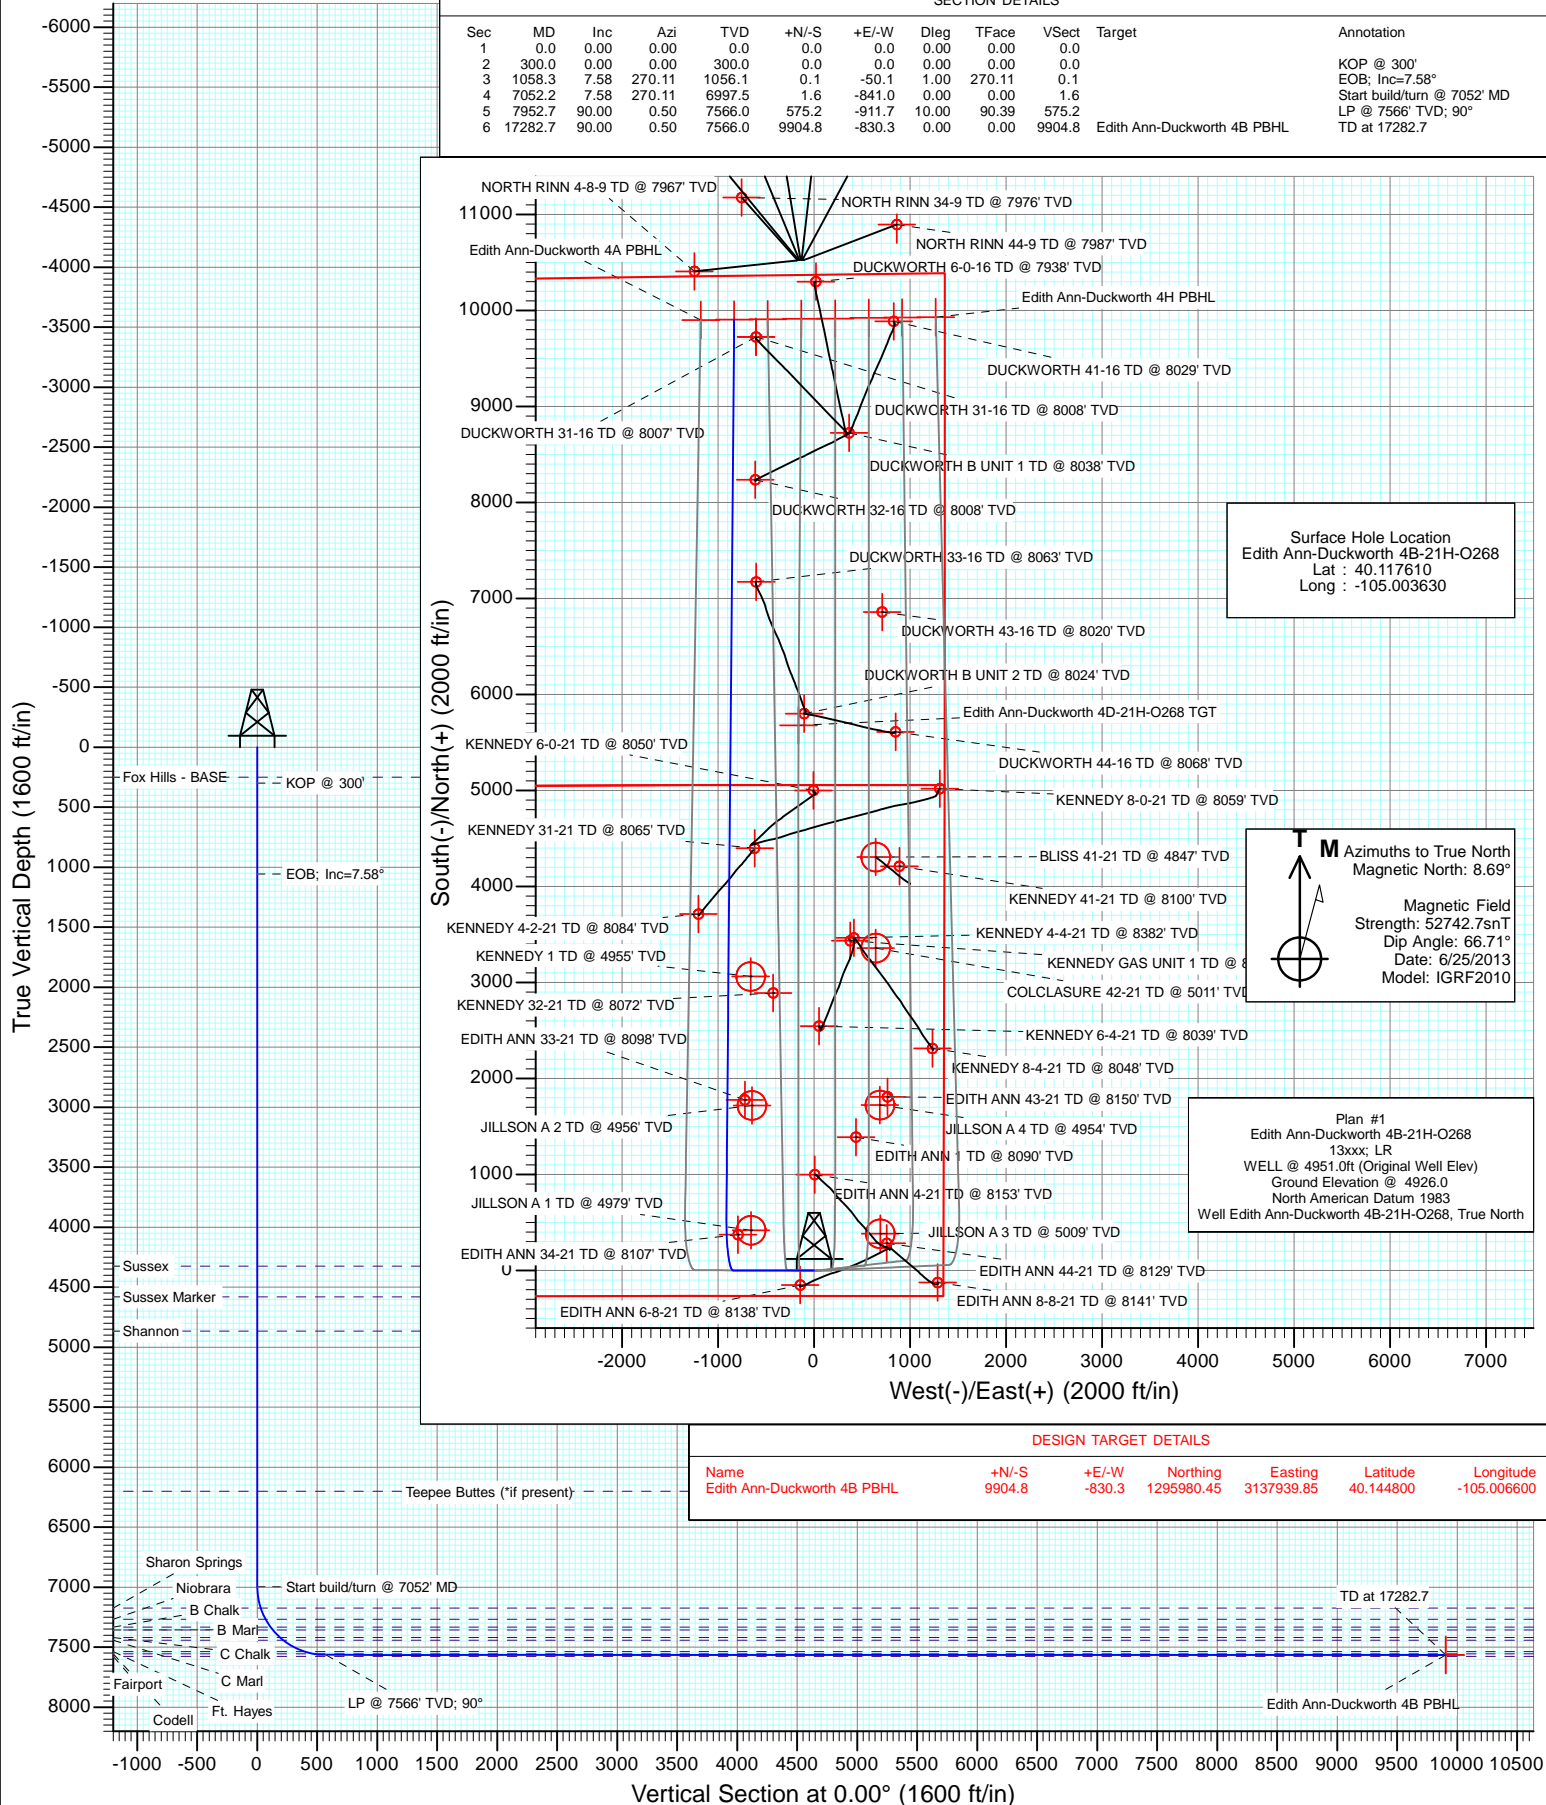 SECTION DETAILS
Sec MD Inc Azi TVD +N/-S +E/-W Dleg TFace VSect Target Annotation
1 0.0 0.00 0.00 0.0 0.0 0.0 0.00 0.00 0.0
2 300.0 0.00 0.00 300.0 0.0 0.0 0.00 0.00 0.0 KOP @ 300'
3 1058.3 7.58 270.11 1056.1 0.1 -50.1 1.00 270.11 0.1 EOB; Inc=7.58°
4 7052.2 7.58 270.11 6997.5 1.6 -841.0 0.00 0.00 1.6 Start build/turn @ 7052' MD
5 7952.7 90.00 0.50 7566.0 575.2 -911.7 10.00 90.39 575.2 LP @ 7566' TVD; 90°
6 17282.7 90.00 0.50 7566.0 9904.8 -830.3 0.00 0.00 9904.8 Edith Ann-Duckworth 4B PBHL TD at 17282.7
True Vertical Depth (1600 ft/in)
-6000
-5500
-5000
-4500
-4000
-3500
-3000
-2500
-2000
-1500
-1000
-500
0
500
1000
1500
2000
2500
3000
3500
4000
4500
5000
5500
6000
6500
7000
7500
8000
Fox Hills - BASE
KOP @ 300'
EOB; Inc=7.58°
Sussex
Sussex Marker
Shannon
Teepee Buttes (*if present)
Sharon Springs
Niobrara
B Chalk
B Marl
C Chalk
C Marl
Ft. Hayes
Fairport
Codell
Start build/turn @ 7052' MD
LP @ 7566' TVD; 90°
TD at 17282.7
Edith Ann-Duckworth 4B PBHL
-1000 -500 0 500 1000 1500 2000 2500 3000 3500 4000 4500 5000 5500 6000 6500 7000 7500 8000 8500 9000 9500 10000 10500
Vertical Section at 0.00° (1600 ft/in)
South(-)/North(+) (2000 ft/in)
11000
10000
9000
8000
7000
6000
5000
4000
3000
2000
1000
0
NORTH RINN 4-8-9 TD @ 7967' TVD
NORTH RINN 34-9 TD @ 7976' TVD
NORTH RINN 44-9 TD @ 7987' TVD
Edith Ann-Duckworth 4A PBHL
DUCKWORTH 6-0-16 TD @ 7938' TVD
Edith Ann-Duckworth 4H PBHL
DUCKWORTH 41-16 TD @ 8029' TVD
DUCKWORTH 31-16 TD @ 8008' TVD
DUCKWORTH 31-16 TD @ 8007' TVD
DUCKWORTH B UNIT 1 TD @ 8038' TVD
DUCKWORTH 32-16 TD @ 8008' TVD
DUCKWORTH 33-16 TD @ 8063' TVD
DUCKWORTH 43-16 TD @ 8020' TVD
DUCKWORTH B UNIT 2 TD @ 8024' TVD
Edith Ann-Duckworth 4D-21H-O268 TGT
KENNEDY 6-0-21 TD @ 8050' TVD
DUCKWORTH 44-16 TD @ 8068' TVD
KENNEDY 8-0-21 TD @ 8059' TVD
KENNEDY 31-21 TD @ 8065' TVD
BLISS 41-21 TD @ 4847' TVD
KENNEDY 41-21 TD @ 8100' TVD
KENNEDY 4-2-21 TD @ 8084' TVD
KENNEDY 4-4-21 TD @ 8382' TVD
KENNEDY 1 TD @ 4955' TVD
KENNEDY GAS UNIT 1 TD @ 8
COLCLASURE 42-21 TD @ 5011' TVD
KENNEDY 32-21 TD @ 8072' TVD
KENNEDY 6-4-21 TD @ 8039' TVD
EDITH ANN 33-21 TD @ 8098' TVD
KENNEDY 8-4-21 TD @ 8048' TVD
EDITH ANN 43-21 TD @ 8150' TVD
JILLSON A 2 TD @ 4956' TVD
JILLSON A 4 TD @ 4954' TVD
EDITH ANN 1 TD @ 8090' TVD
EDITH ANN 4-21 TD @ 8153' TVD
JILLSON A 1 TD @ 4979' TVD
JILLSON A 3 TD @ 5009' TVD
EDITH ANN 34-21 TD @ 8107' TVD
EDITH ANN 44-21 TD @ 8129' TVD
EDITH ANN 6-8-21 TD @ 8138' TVD
EDITH ANN 8-8-21 TD @ 8141' TVD
-2000 -1000 0 1000 2000 3000 4000 5000 6000 7000
West(-)/East(+) (2000 ft/in)
Surface Hole Location
Edith Ann-Duckworth 4B-21H-O268
Lat : 40.117610
Long : -105.003630
T M
Azimuths to True North
Magnetic North: 8.69°
Magnetic Field
Strength: 52742.7snT
Dip Angle: 66.71°
Date: 6/25/2013
Model: IGRF2010
Plan #1
Edith Ann-Duckworth 4B-21H-O268
13xxx; LR
WELL @ 4951.0ft (Original Well Elev)
Ground Elevation @ 4926.0
North American Datum 1983
Well Edith Ann-Duckworth 4B-21H-O268, True North
DESIGN TARGET DETAILS
Name +N/-S +E/-W Northing Easting Latitude Longitude
Edith Ann-Duckworth 4B PBHL 9904.8 -830.3 1295980.45 3137939.85 40.144800 -105.006600